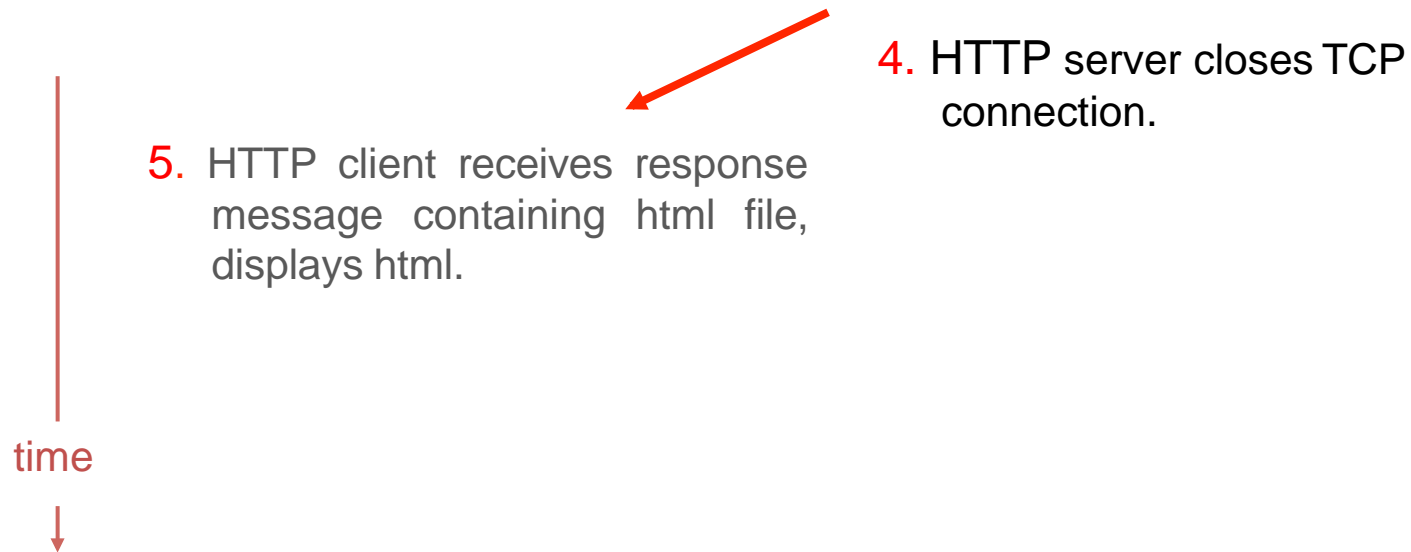 4. HTTP server closes TCP
connection.
5. HTTP client receives response
message containing html file,
displays html.
time